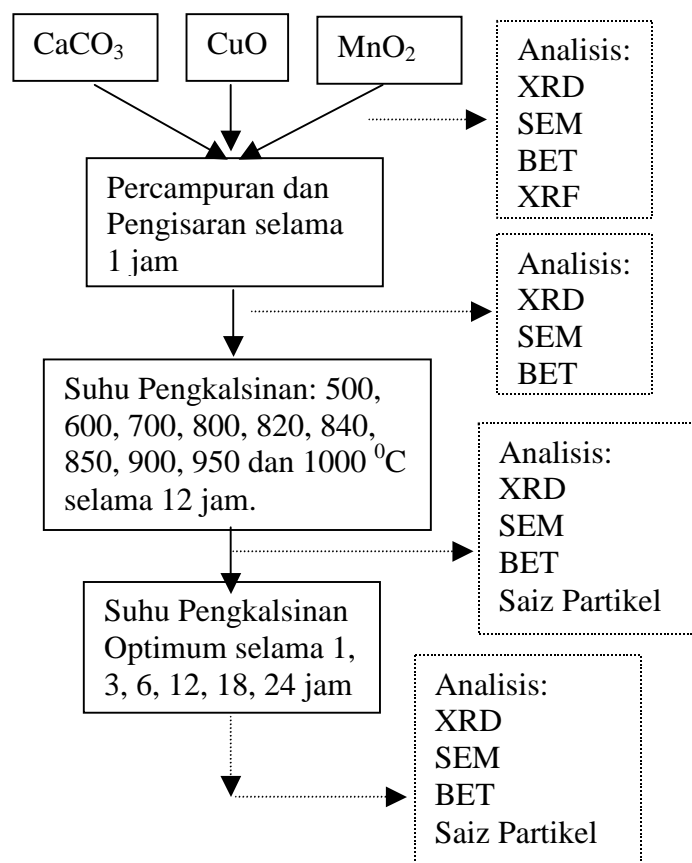 CaCO₃
CuO
MnO₂
Analisis:
XRD
SEM
BET
XRF
Percampuran dan
Pengisaran selama
1 jam
Analisis:
XRD
SEM
BET
Suhu Pengkalsinan: 500,
600, 700, 800, 820, 840,
850, 900, 950 dan 1000 ⁰C
selama 12 jam.
Analisis:
XRD
SEM
BET
Saiz Partikel
Suhu Pengkalsinan
Optimum selama 1,
3, 6, 12, 18, 24 jam
Analisis:
XRD
SEM
BET
Saiz Partikel